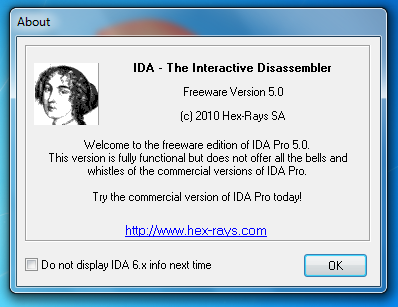 About
IDA - The Interactive Disassembler
Freeware Version 5.0
(c) 2010 Hex-Rays SA
Welcome to the freeware edition of IDA Pro 5.0.
This version is fully functional but does not offer all the bells and
whistles of the commercial versions of IDA Pro.
Try the commercial version of IDA Pro today!
http://www.hex-rays.com
Do not display IDA 6.x info next time
OK